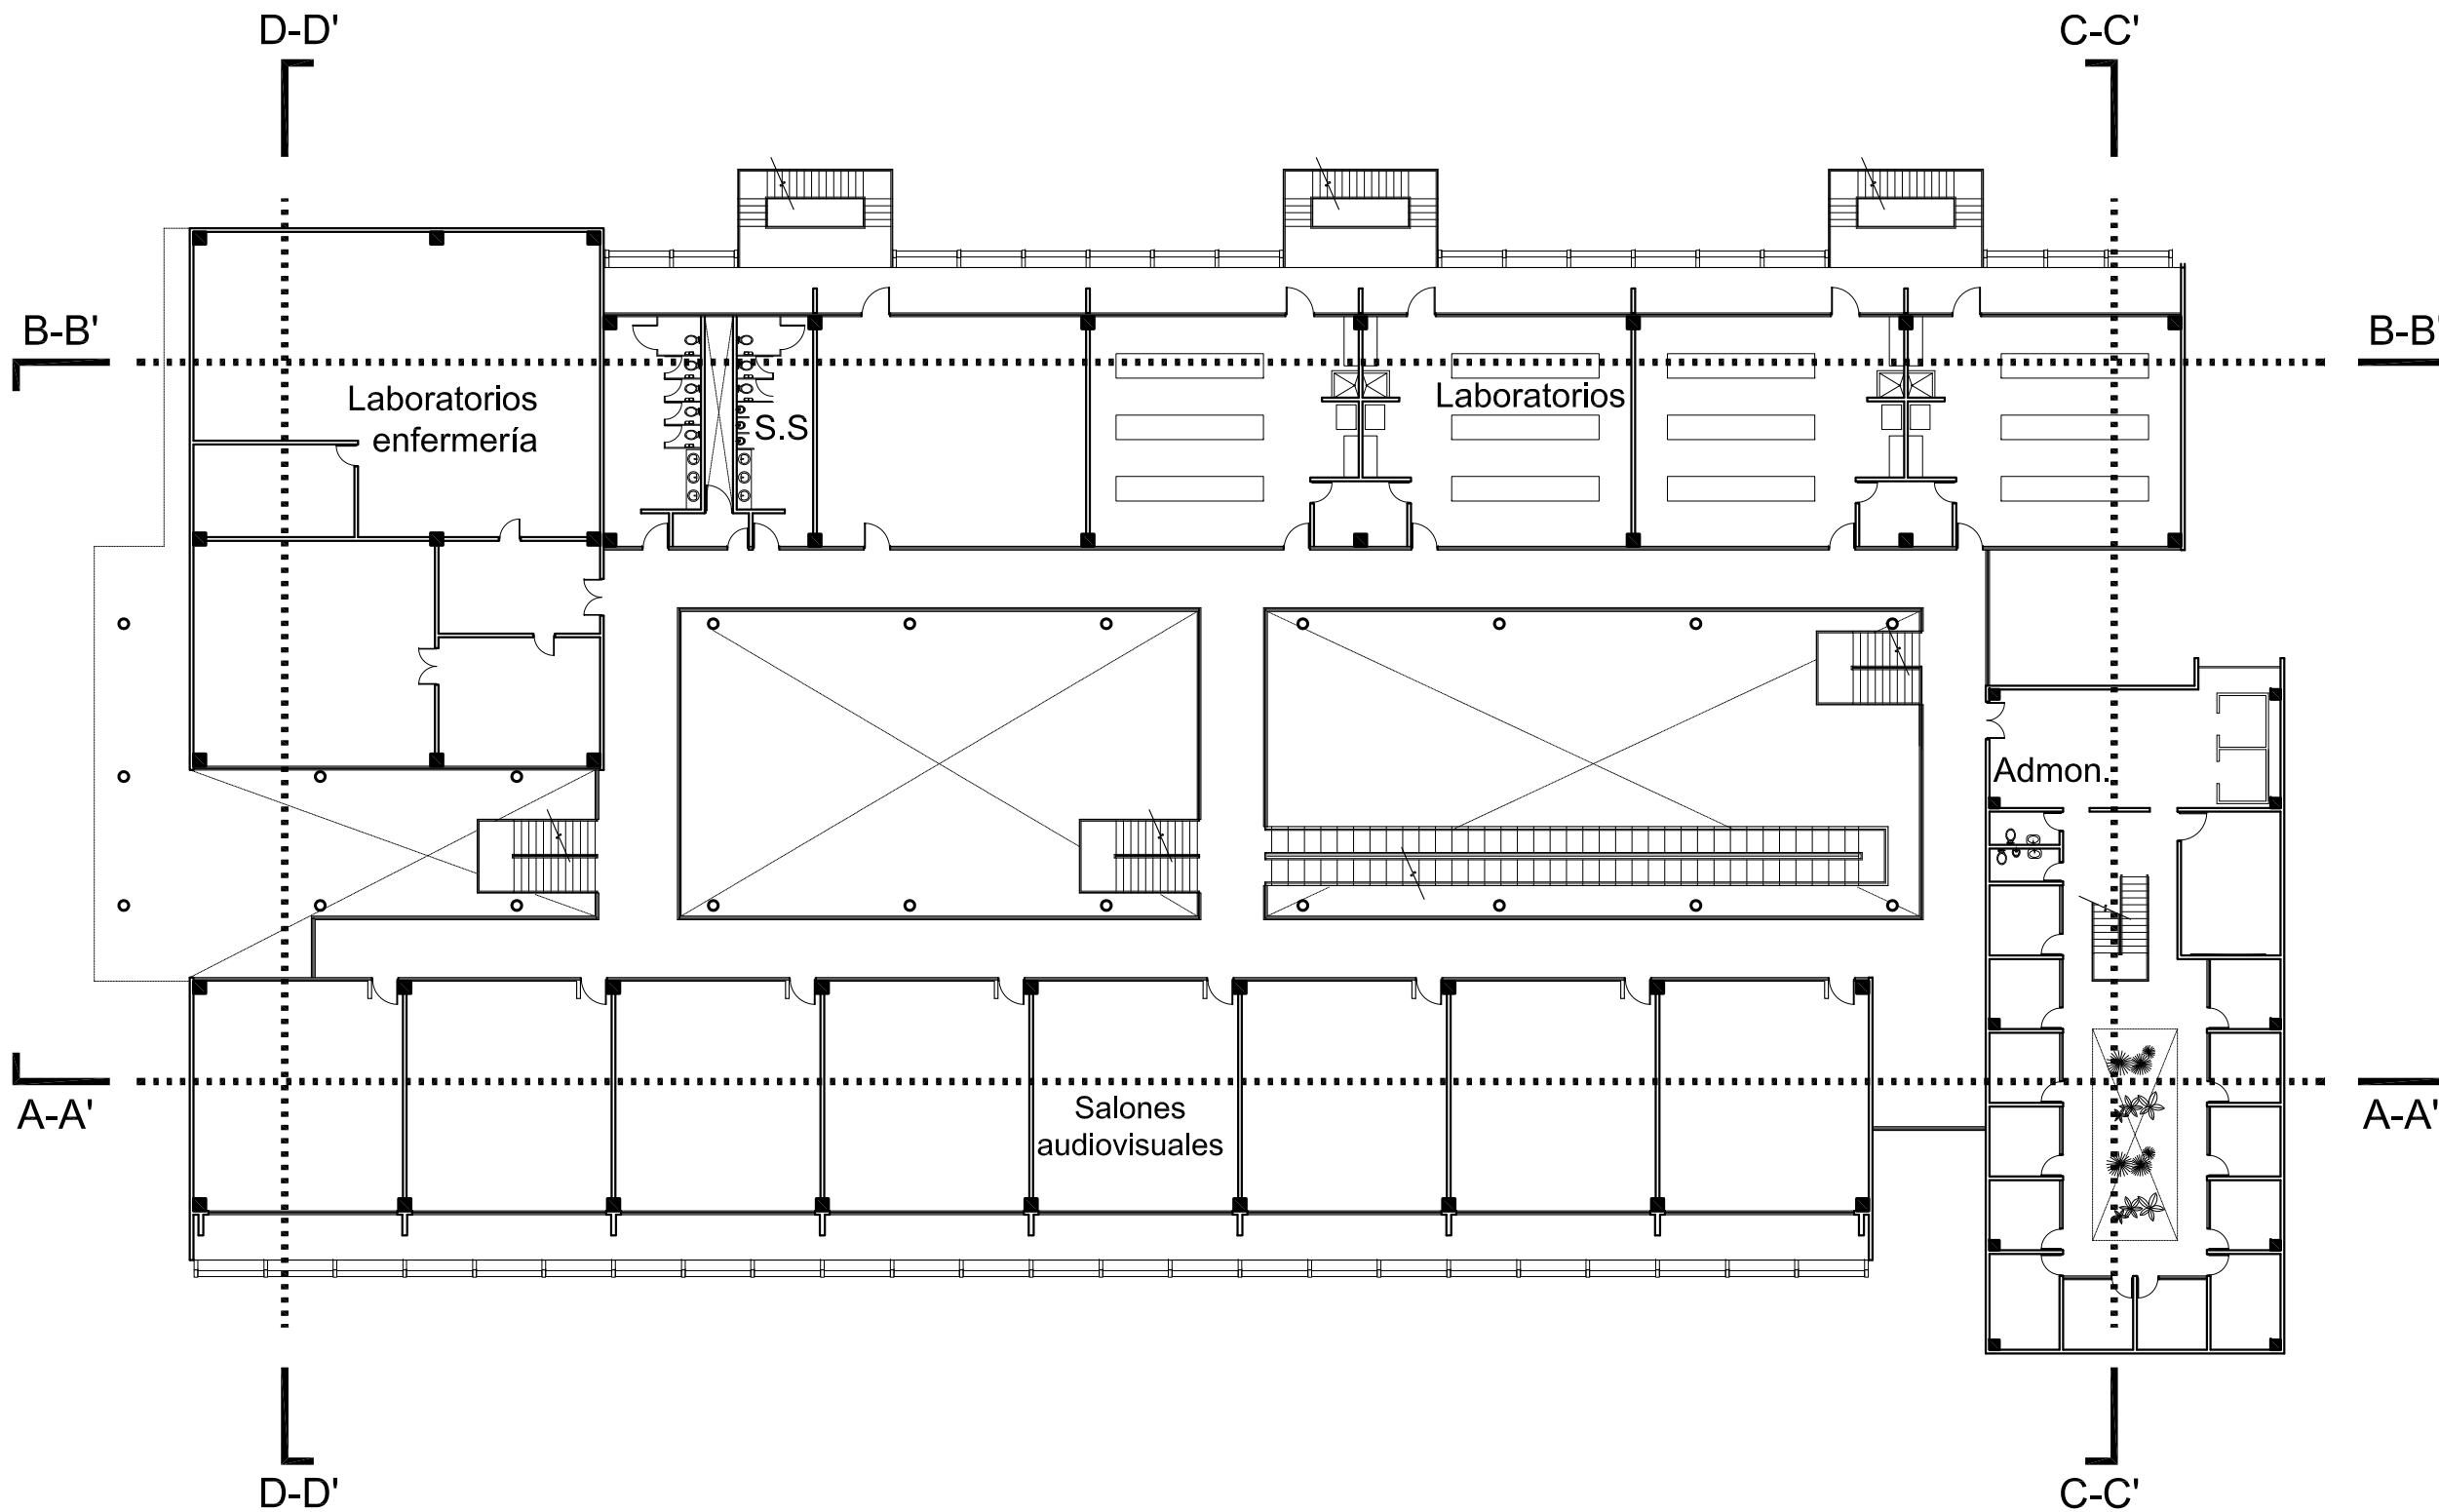 D-D'
C-C'
B-B'
B-B'
Laboratorios
enfermería
S.S
Laboratorios
Admon.
A-A'
A-A'
Salones
audiovisuales
D-D'
C-C'